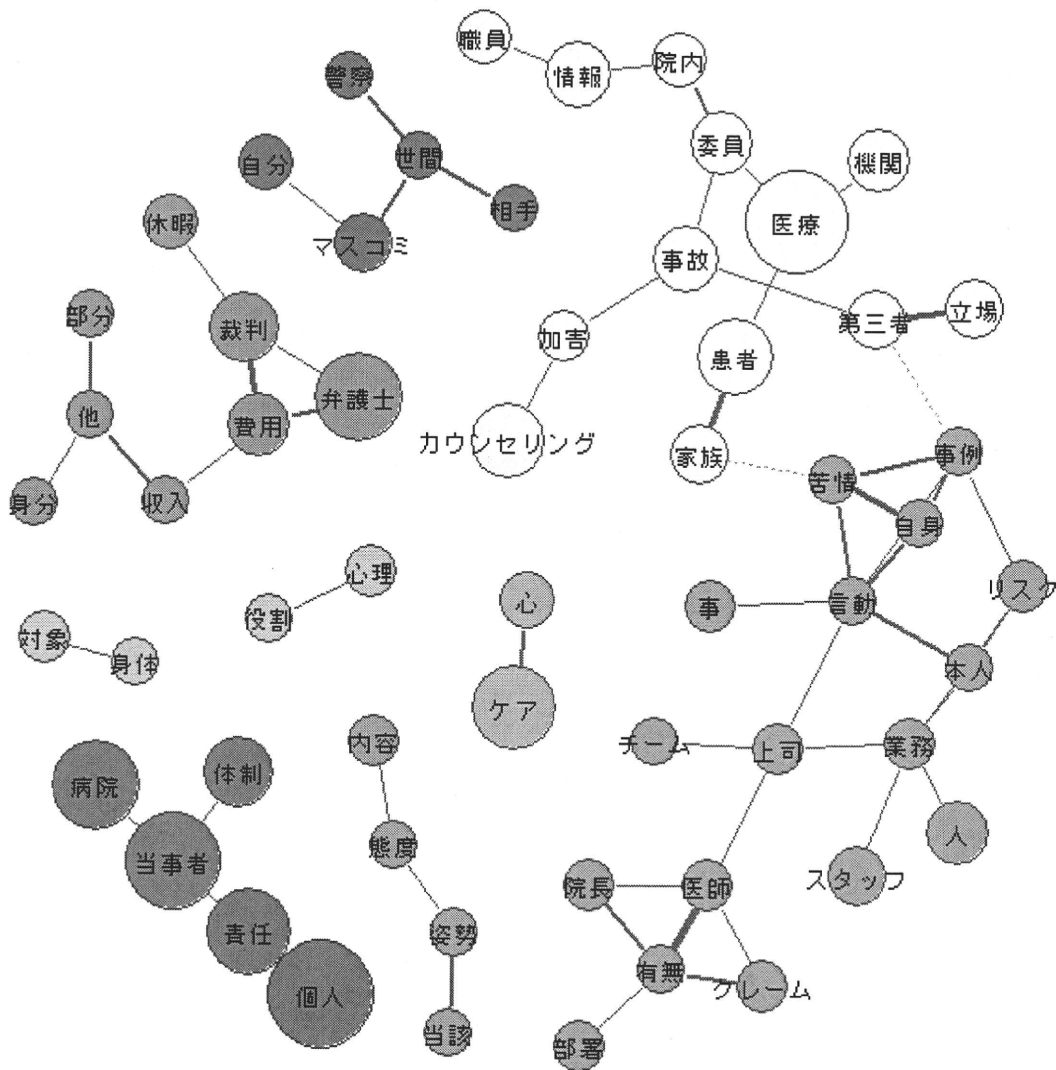 職員
情報
院内
警察
委員
機関
自分
世間
相手
医療
休暇
マスコミ
事故
部分
裁判
加害
第三者
立場
患者
弁護士
他
費用
カウンセリング
家族
事例
身分
収入
苦情
自身
心理
リスク
心
事
言動
役割
対象
身体
本人
ケア
内容
チーム
上司
業務
病院
体制
人
態度
当事者
院長
医師
スタッフ
責任
姿勢
有無
クレーム
個人
当該
部署